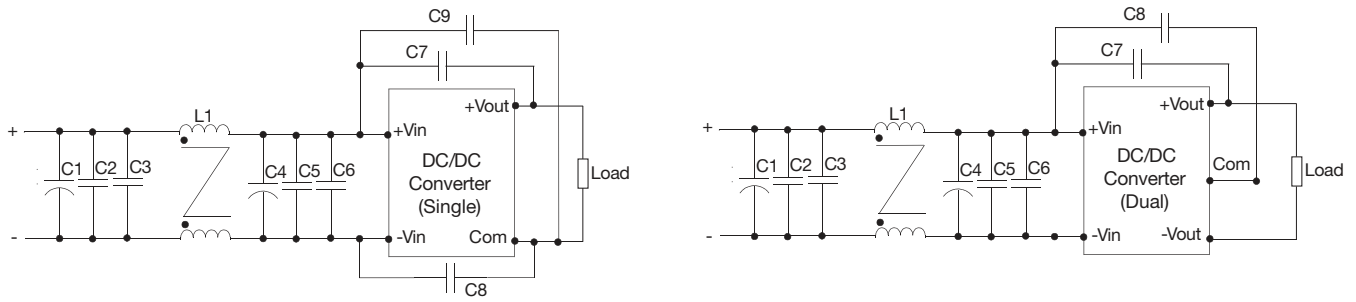 C9
C7
+Vout
L1
+
+Vin
C1 C2 C3
C4 C5 C6
DC/DC
Converter
(Single)
Load
-
-Vin
Com
C8
C8
C7
+Vout
L1
+
+Vin
C1 C2 C3
C4 C5 C6
DC/DC
Converter
(Dual)
Com
Load
-
-Vin
-Vout